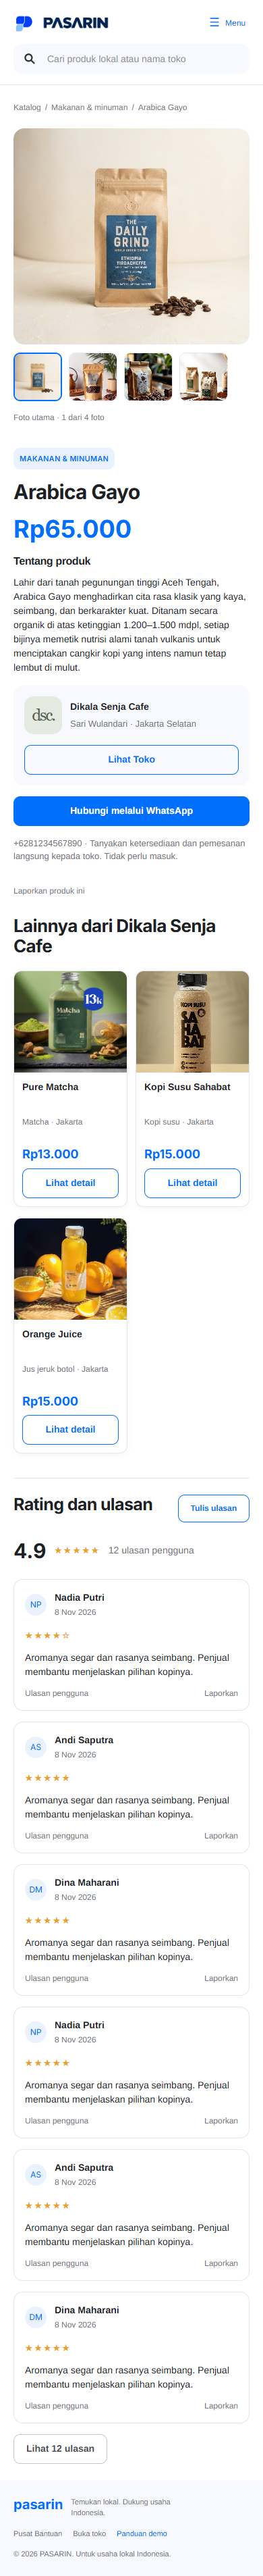 PASARIN
☰ Menu
Cari produk lokal atau nama toko
Katalog / Makanan & minuman / Arabica Gayo
THE
DAILY
GRIND
ETHIOPIA
YIRGACHEFFE
Foto utama · 1 dari 4 foto
MAKANAN & MINUMAN
Arabica Gayo
Rp65.000
Tentang produk
Lahir dari tanah pegunungan tinggi Aceh Tengah,
Arabica Gayo menghadirkan cita rasa klasik yang kaya,
seimbang, dan berkarakter kuat. Ditanam secara
organik di atas ketinggian 1.200–1.500 mdpl, setiap
bijinya memetik nutrisi alami tanah vulkanis untuk
menciptakan cangkir kopi yang intens namun tetap
lembut di mulut.
dsc.
Dikala Senja Cafe
Sari Wulandari · Jakarta Selatan
Lihat Toko
Hubungi melalui WhatsApp
+6281234567890 · Tanyakan ketersediaan dan pemesanan
langsung kepada toko. Tidak perlu masuk.
Laporkan produk ini
Lainnya dari Dikala Senja
Cafe
Matcha
13k
KOPI SUSU
SA
HA
BAT
Pure Matcha
Kopi Susu Sahabat
Matcha · Jakarta
Kopi susu · Jakarta
Rp13.000
Rp15.000
Lihat detail
Lihat detail
Orange Juice
Jus jeruk botol · Jakarta
Rp15.000
Lihat detail
Rating dan ulasan
Tulis ulasan
4.9 ★★★★★ 12 ulasan pengguna
NP
Nadia Putri
8 Nov 2026
★★★★☆
Aromanya segar dan rasanya seimbang. Penjual
membantu menjelaskan pilihan kopinya.
Ulasan pengguna Laporkan
AS
Andi Saputra
8 Nov 2026
★★★★★
Aromanya segar dan rasanya seimbang. Penjual
membantu menjelaskan pilihan kopinya.
Ulasan pengguna Laporkan
DM
Dina Maharani
8 Nov 2026
★★★★★
Aromanya segar dan rasanya seimbang. Penjual
membantu menjelaskan pilihan kopinya.
Ulasan pengguna Laporkan
NP
Nadia Putri
8 Nov 2026
★★★★★
Aromanya segar dan rasanya seimbang. Penjual
membantu menjelaskan pilihan kopinya.
Ulasan pengguna Laporkan
AS
Andi Saputra
8 Nov 2026
★★★★★
Aromanya segar dan rasanya seimbang. Penjual
membantu menjelaskan pilihan kopinya.
Ulasan pengguna Laporkan
DM
Dina Maharani
8 Nov 2026
★★★★★
Aromanya segar dan rasanya seimbang. Penjual
membantu menjelaskan pilihan kopinya.
Ulasan pengguna Laporkan
Lihat 12 ulasan
pasarin
Temukan lokal. Dukung usaha
Indonesia.
Pusat Bantuan Buka toko Panduan demo
© 2026 PASARIN. Untuk usaha lokal Indonesia.